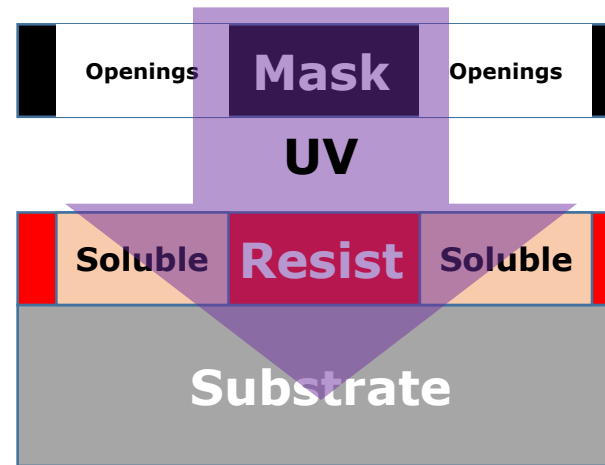 Openings Mask Openings
UV
Soluble Resist Soluble
Substrate